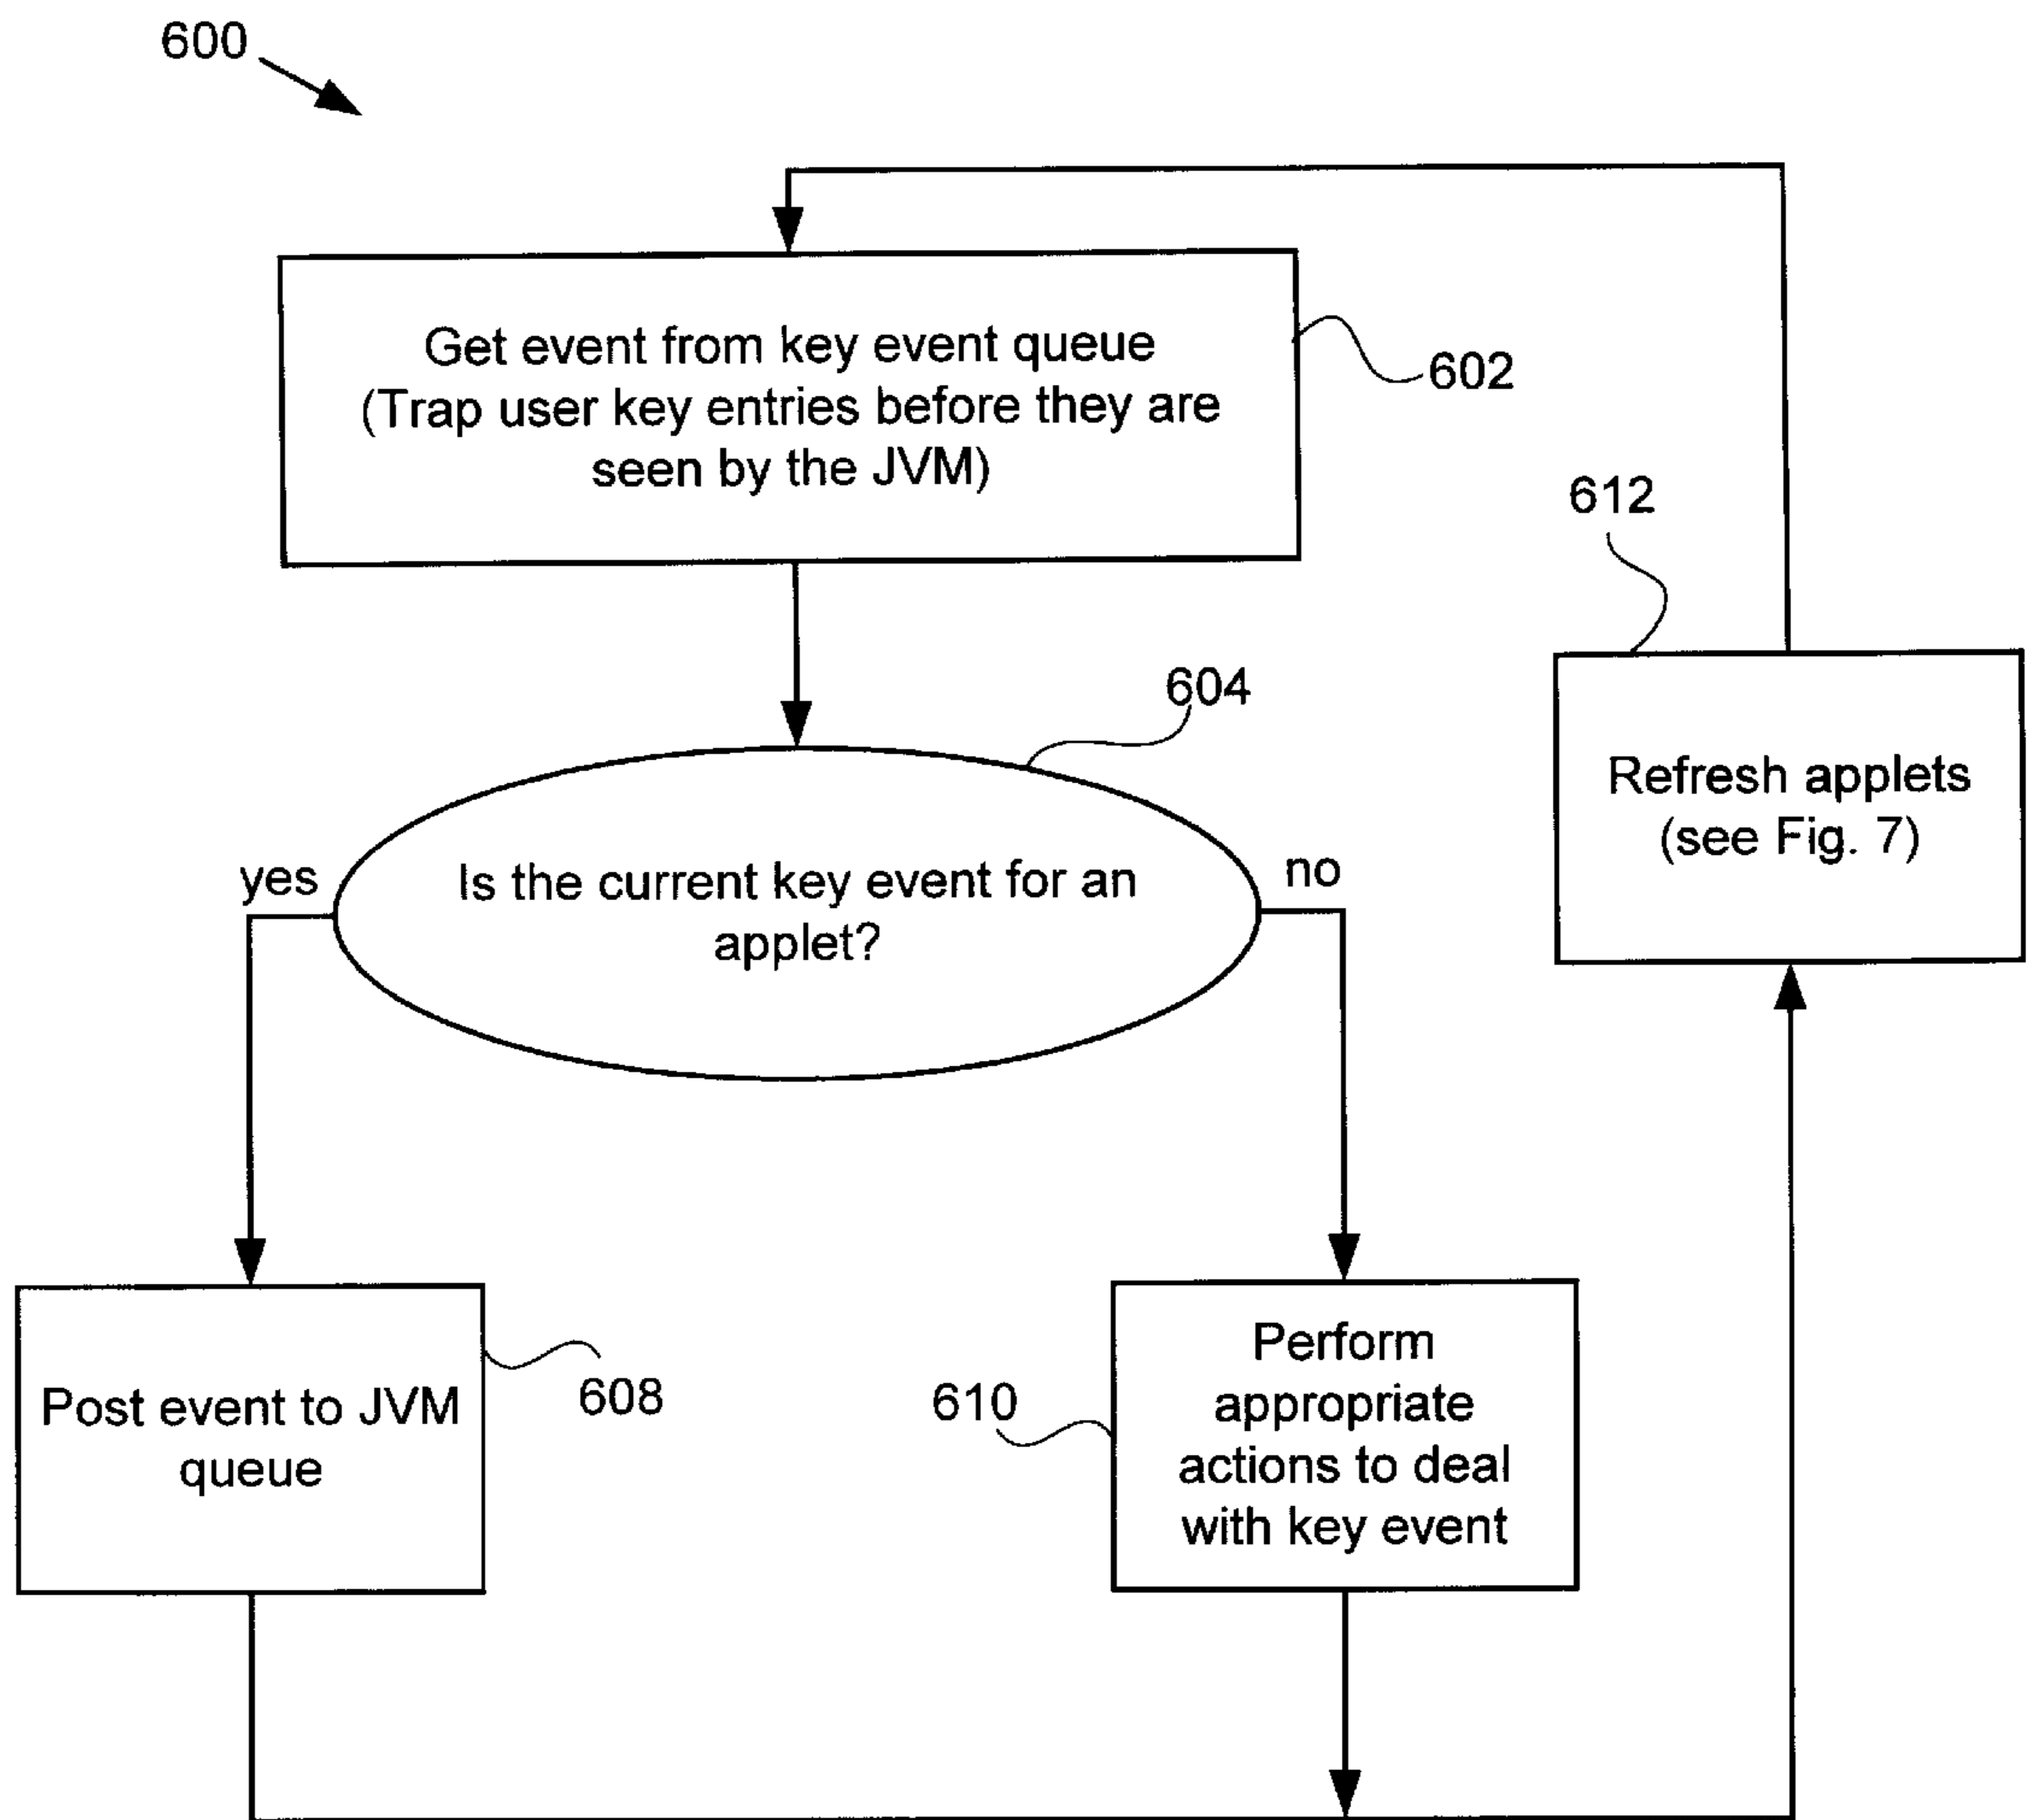 600
Get event from key event queue
(Trap user key entries before they are
seen by the JVM)
602
612
604
Refresh applets
(see Fig. 7)
yes
Is the current key event for an
applet?
no
Post event to JVM
queue
608
610
Perform
appropriate
actions to deal
with key event